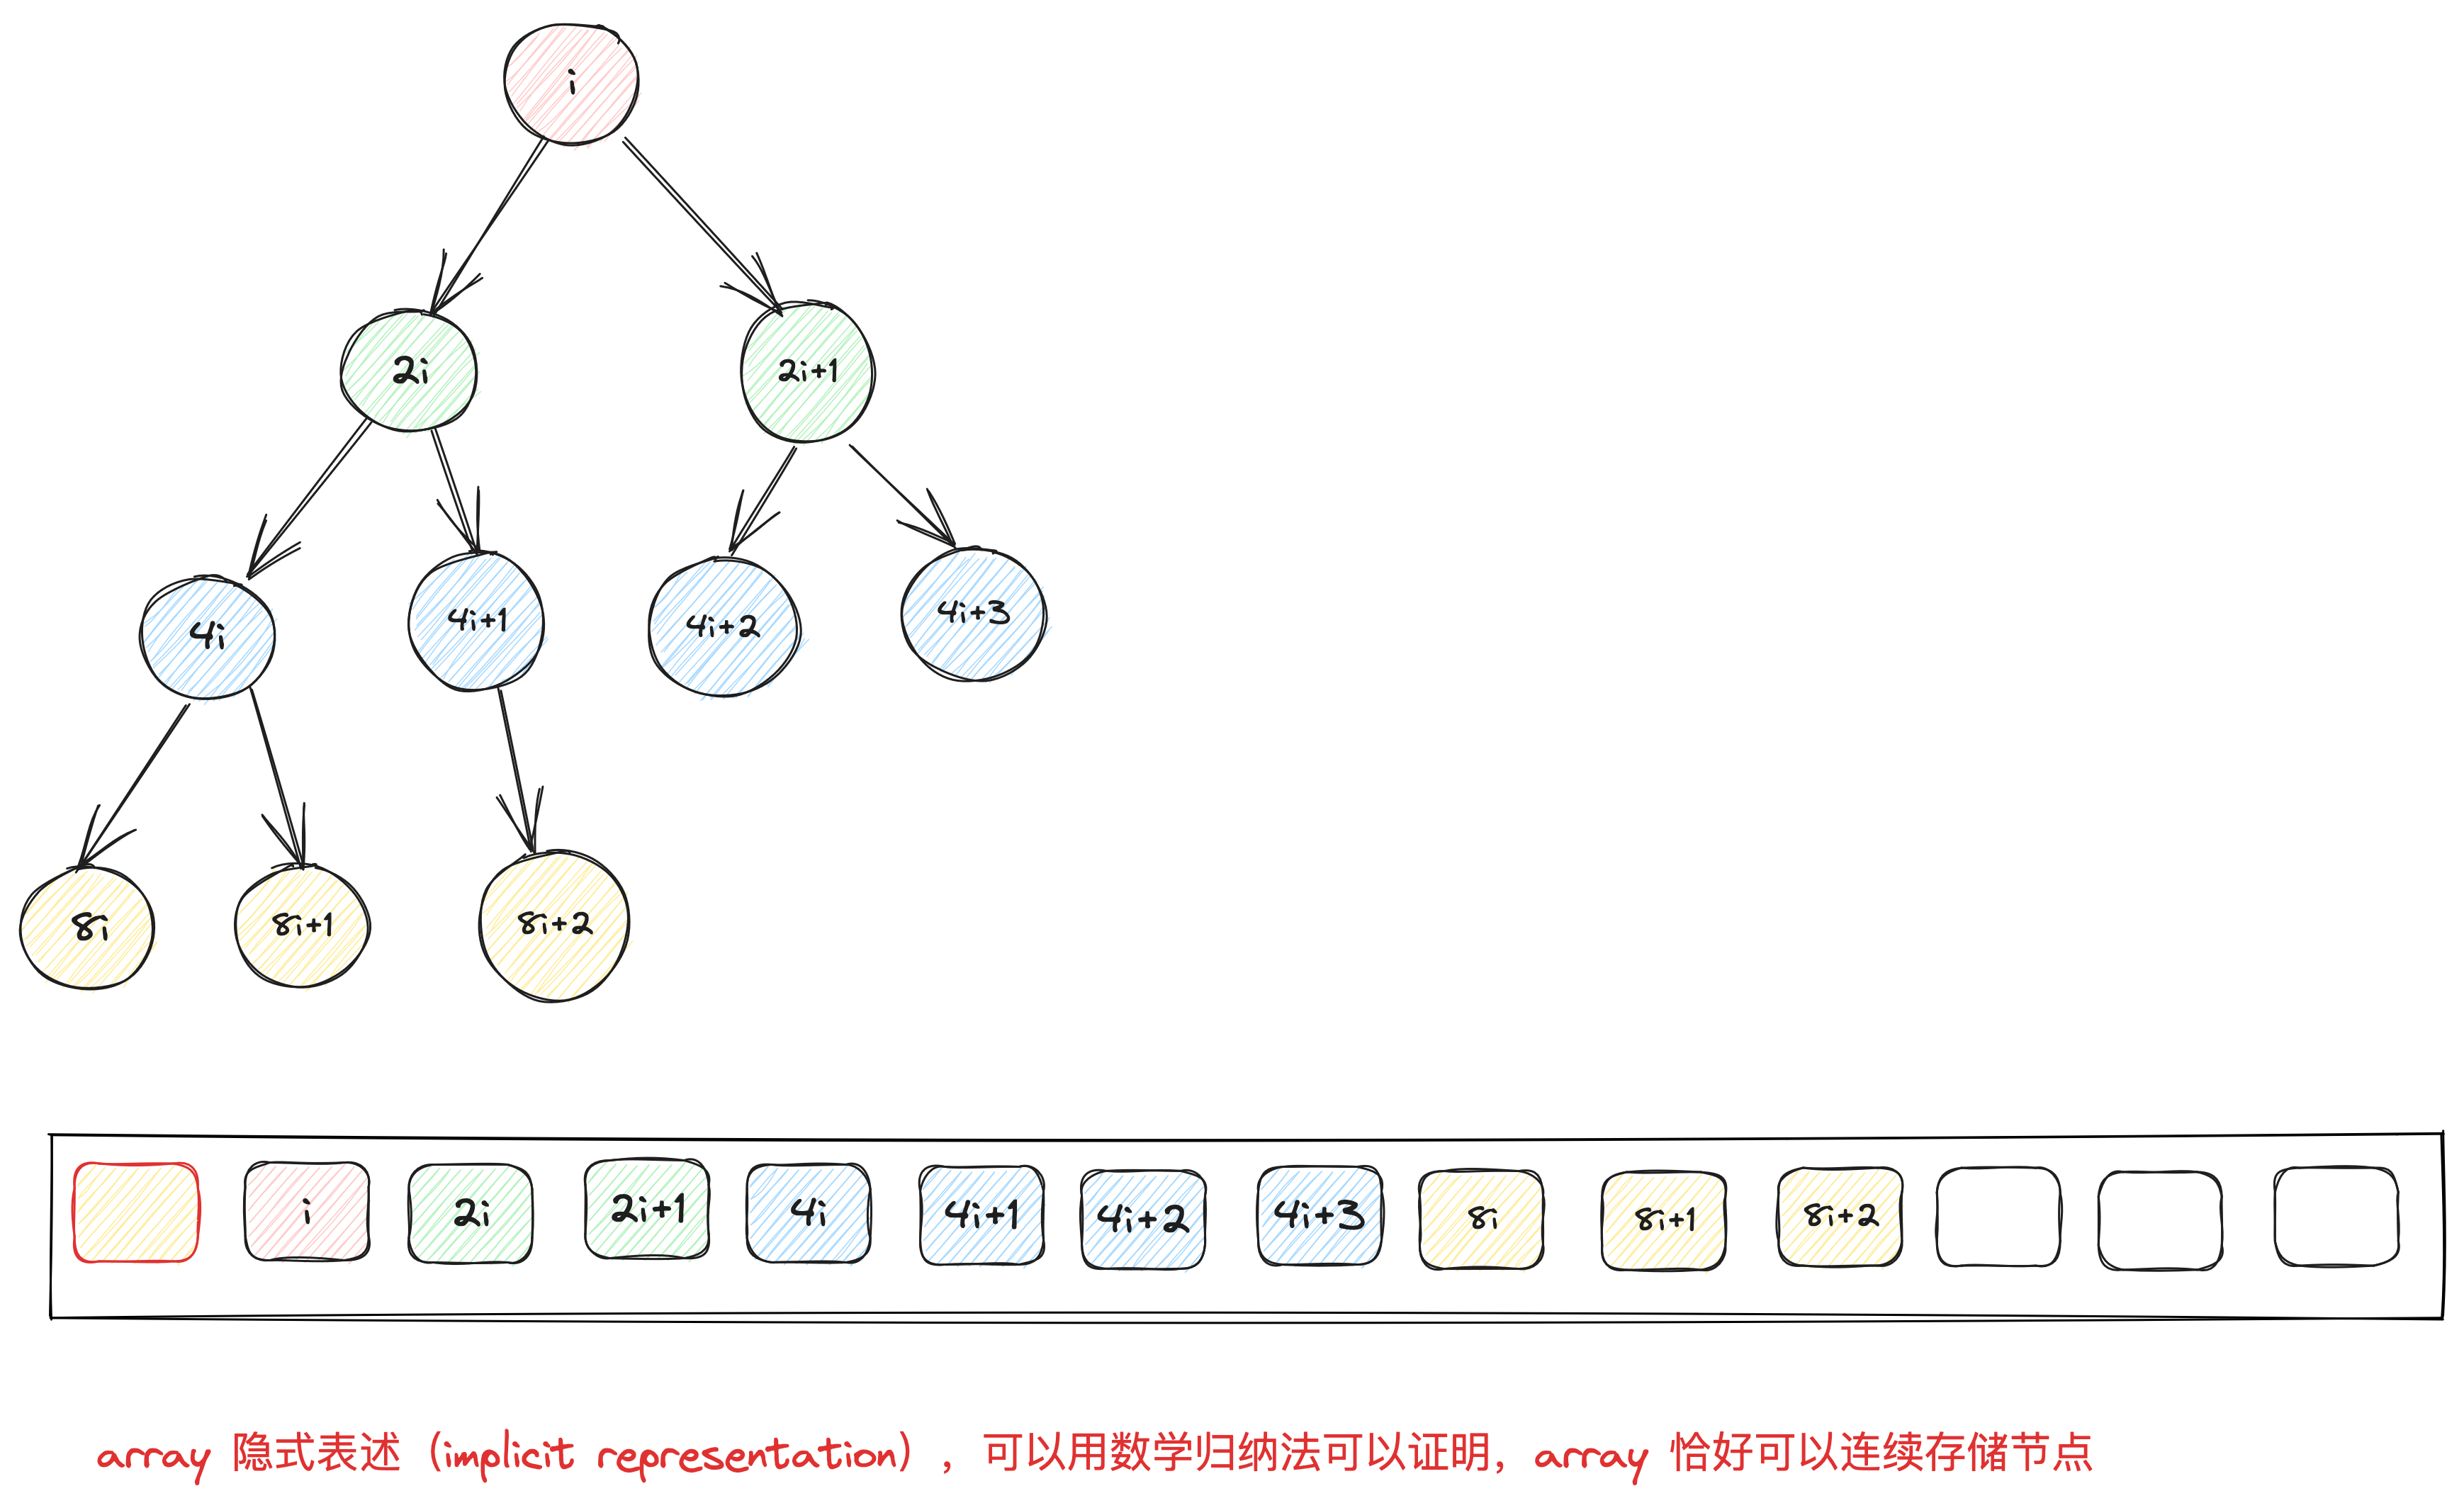 i
2i
2i+1
4i
4i+1
4i+2
4i+3
8i
8i+1
8i+2
i 2i 2i+1 4i 4i+1 4i+2 4i+3 8i 8i+1 8i+2
array 隐式表述（inplicit representation），可以用数学归纳法可以证明，array 恰好可以连续存储节点